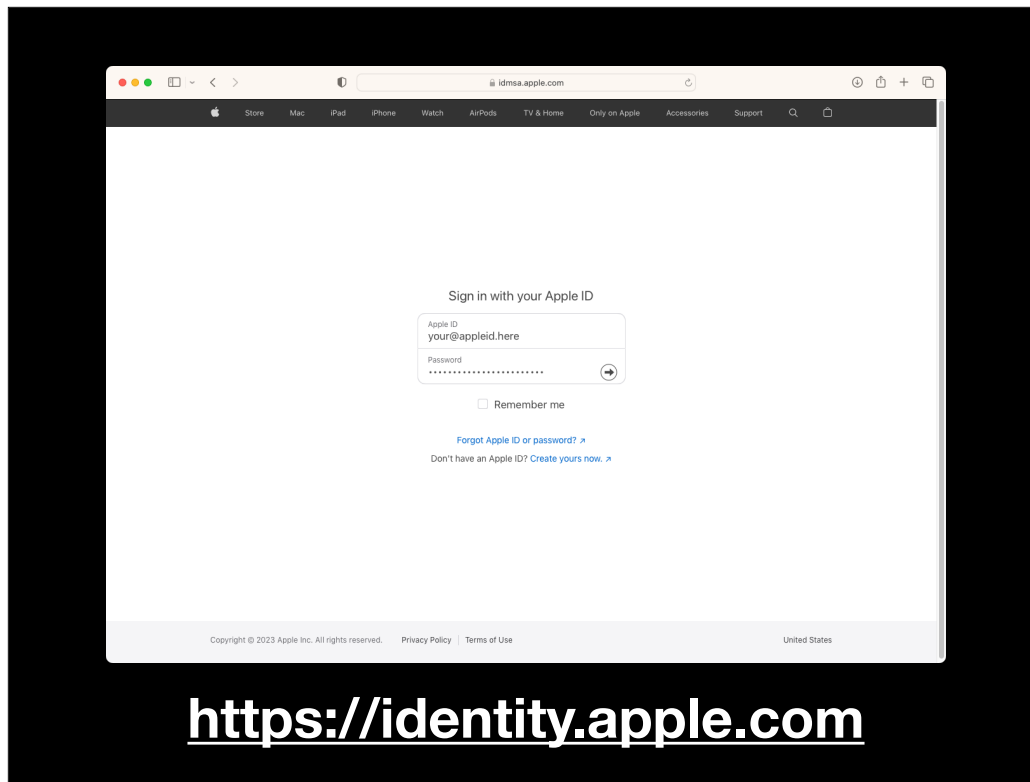 idmsa.apple.com
Store Mac iPad iPhone Watch AirPods TV & Home Only on Apple Accessories Support
Sign in with your Apple ID
Apple ID
your@appleid.here
Password
••••••••••••••••••••••••
Remember me
Forgot Apple ID or password? ↗
Don't have an Apple ID? Create yours now. ↗
Copyright © 2023 Apple Inc. All rights reserved. Privacy Policy | Terms of Use United States
https://identity.apple.com